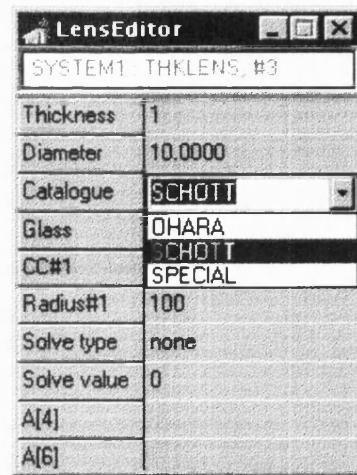 LensEditor
SYSTEM1: THKLENS, #3
Thickness 1
Diameter 10.0000
Catalogue SCHOTT
Glass OHARA
SCHOTT
CC#1 SPECIAL
Radius#1 100
Solve type none
Solve value 0
A[4]
A[6]